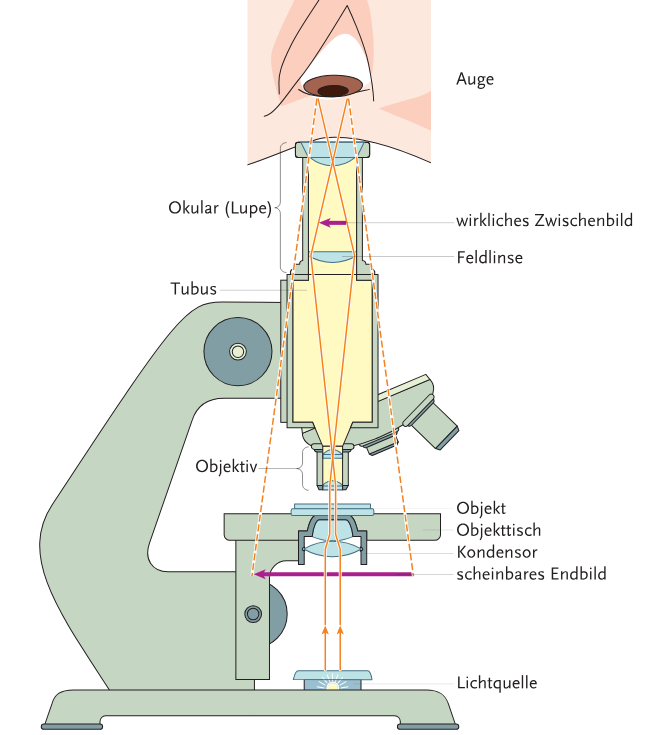 Auge
Okular (Lupe)
wirkliches Zwischenbild
Feldlinse
Tubus
Objektiv
Objekt
Objekttisch
Kondensor
scheinbares Endbild
Lichtquelle